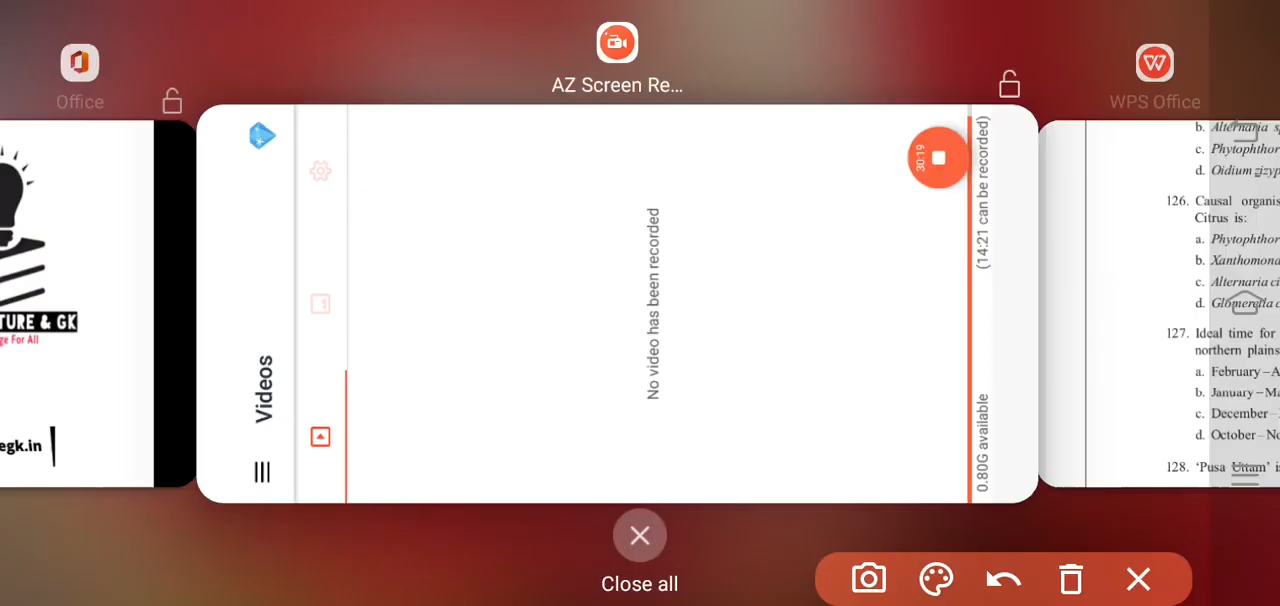 Office
AZ Screen Re...
WPS Office
TURE & GK
ge For All
egk.in
Videos
No video has been recorded
30:19
(14:21 can be recorded)
0.80G available
b. Alternaria s
c. Phytophthor
d. Oidium zizyp
126. Causal organis
Citrus is:
a. Phytophthor
b. Xanthomona
c. Alternaria ci
d. Glomerella c
127. Ideal time for
northern plains
a. February–A
b. January–Ma
c. December–
d. October–No
128. 'Pusa Uttam' i
Close all